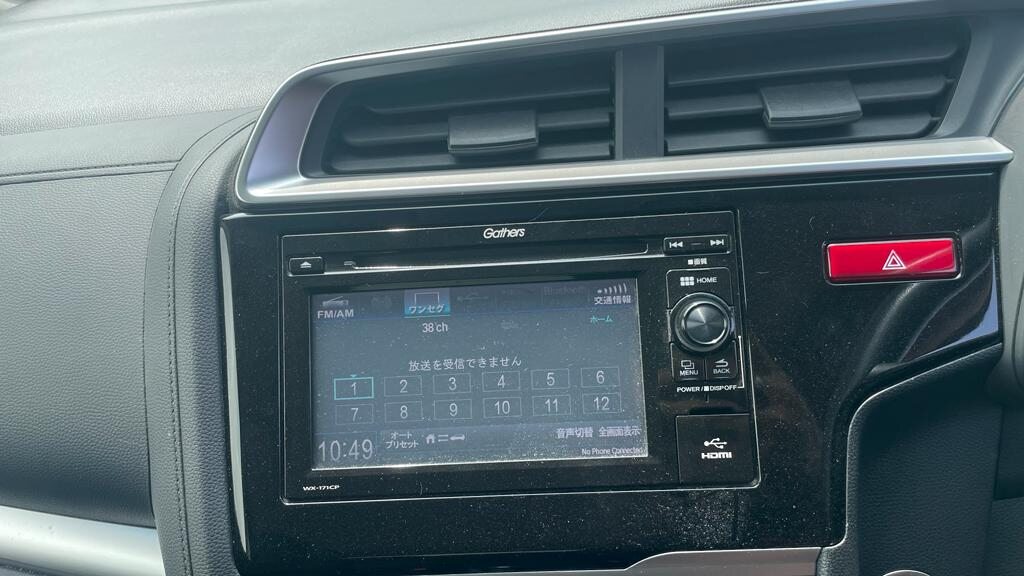 Gathers
画質
HOME
FM/AM
ワンセグ
交通情報
38 ch
ホーム
放送を受信できません
1 2 3 4 5 6
7 8 9 10 11 12
10:49
オート
プリセット
音声切替 全画面表示
No Phone Connected
MENU
BACK
POWER/DISP OFF
HDMI
WX-171CP